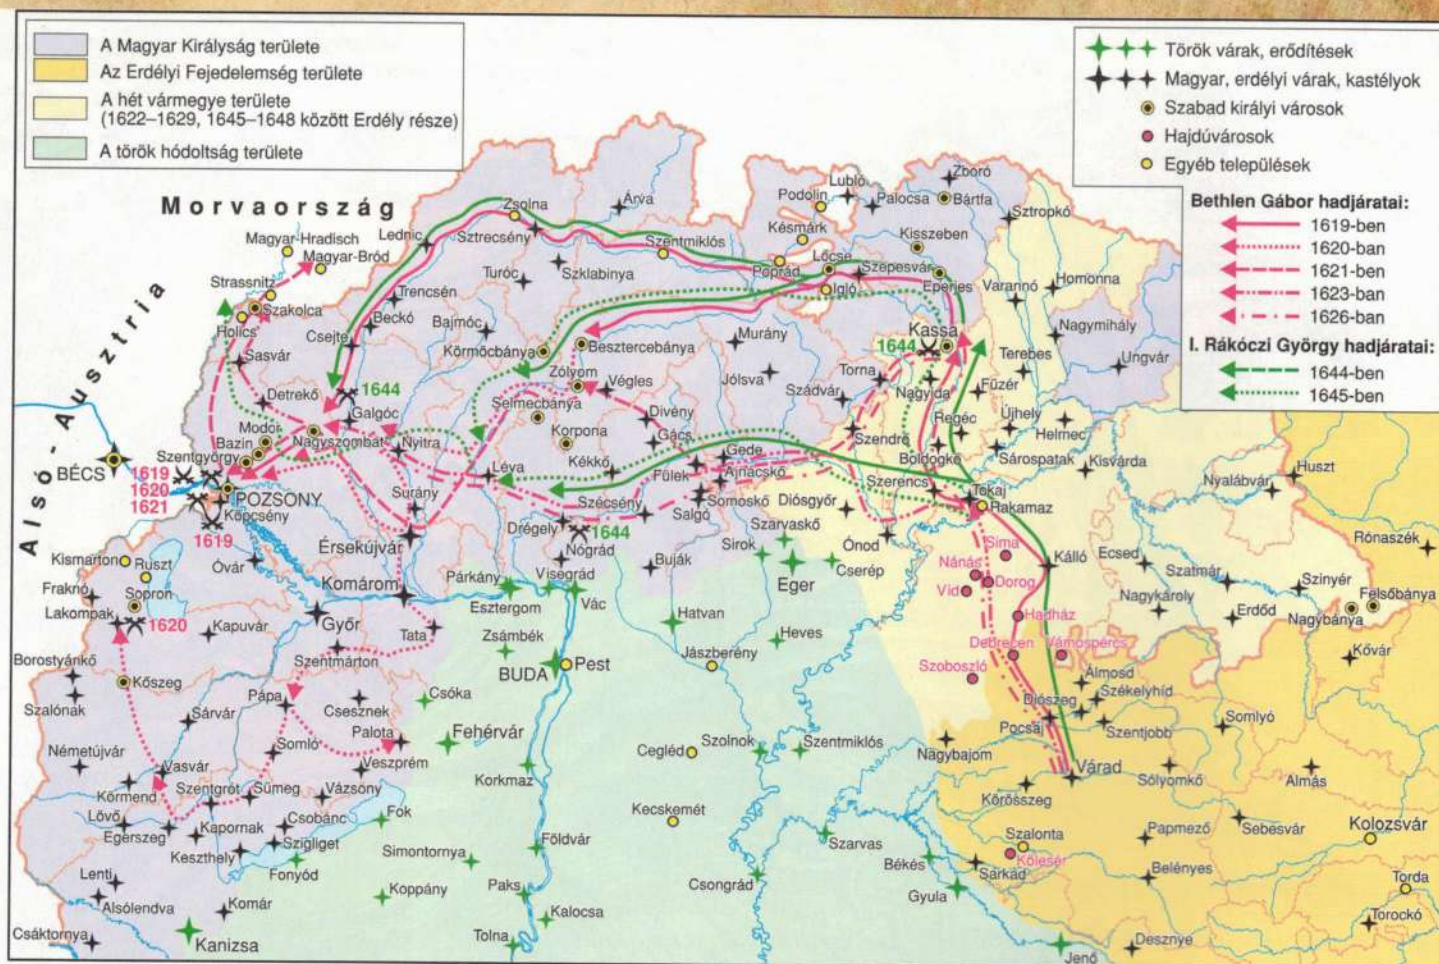 A Magyar Királyság területe
Az Erdélyi Fejedelemség területe
A hét vármegye területe
(1622–1629, 1645–1648 között Erdély része)
A török hódoltság területe
Török várak, erődítések
Magyar, erdélyi várak, kastélyok
Szabad királyi városok
Hajdúvárosok
Egyéb települések
Bethlen Gábor hadjáratai:
1619-ben
1620-ban
1621-ben
1623-ban
1626-ban
I. Rákóczi György hadjáratai:
1644-ben
1645-ben
Morvaország
Alsó-Ausztria
Magyar-Hradisch
Magyar-Bród
Strassnitz
Szakolca
Holics
Sasvár
Detrekő
Modor
Bazin
Szentgyörgy
BÉCS
1619
1620
1621
POZSONY
Köpcsény
1619
Lednic
Zsolna
Sztrecsény
Árva
Turóc
Szklabinya
Trencsén
Beckó
Bajmóc
Csejte
1644
Galgóc
Nagyszombat
Nyitra
Surány
Érsekújvár
Komárom
Szentmiklós
Podolin
Lubló
Palocsa
Késmárk
Poprád
Lőcse
Igló
Szepesvár
Kisszeben
Eperjes
Zboró
Bártfa
Sztropkó
Homonna
Varannó
Nagymihály
Ungvár
Terebes
Kassa
1644
Körmöcbánya
Besztercebánya
Zólyom
Végles
Selmecbánya
Korpona
Kékkő
Divény
Gács
Murány
Jólsva
Szádvár
Torna
Nagyida
Füzér
Regéc
Boldogkő
Újhely
Helmec
Sárospatak
Kisvárda
Szendrő
Szerencs
Tokaj
Rakamaz
Léva
Fülek
Gede
Ajnácskő
Somoskő
Salgó
Szécsény
Drégely
1644
Nógrád
Buják
Diósgyőr
Ónod
Szarvaskő
Sirok
Eger
Cserép
Huszt
Nyalábvár
Rónaszék
Kismarton
Ruszt
Fraknó
Sopron
Lakompak
1620
Óvár
Kapuvár
Győr
Tata
Szentmárton
Borostyánkő
Kőszeg
Szalónak
Sárvár
Pápa
Csesznek
Németújvár
Vasvár
Somló
Palota
Veszprém
Körmend
Szentgrót
Sümeg
Vázsony
Lövő
Egerszeg
Kapornak
Csobánc
Keszthely
Szigliget
Fonyód
Fok
Lenti
Alsólendva
Komár
Csáktornya
Kanizsa
Párkány
Esztergom
Visegrád
Vác
Zsámbék
BUDA
Pest
Csóka
Fehérvár
Korkmaz
Simontornya
Koppány
Földvár
Paks
Kalocsa
Tolna
Hatvan
Heves
Jászberény
Cegléd
Szolnok
Szentmiklós
Kecskemét
Szarvas
Csongrád
Sima
Nánás
Dorog
Vid
Hadház
Debrecen
Vámospércs
Szoboszló
Kálló
Ecsed
Szatmár
Nagykároly
Erdőd
Szinyér
Nagybánya
Felsőbánya
Kővár
Álmosd
Székelyhíd
Diószeg
Pocsaj
Szentjobb
Somlyó
Nagybajom
Várad
Sólyomkő
Almás
Körösszeg
Szalonta
Kölesér
Papmező
Sebesvár
Kolozsvár
Békés
Sarkad
Gyula
Belényes
Torda
Torockó
Jenő
Desznye